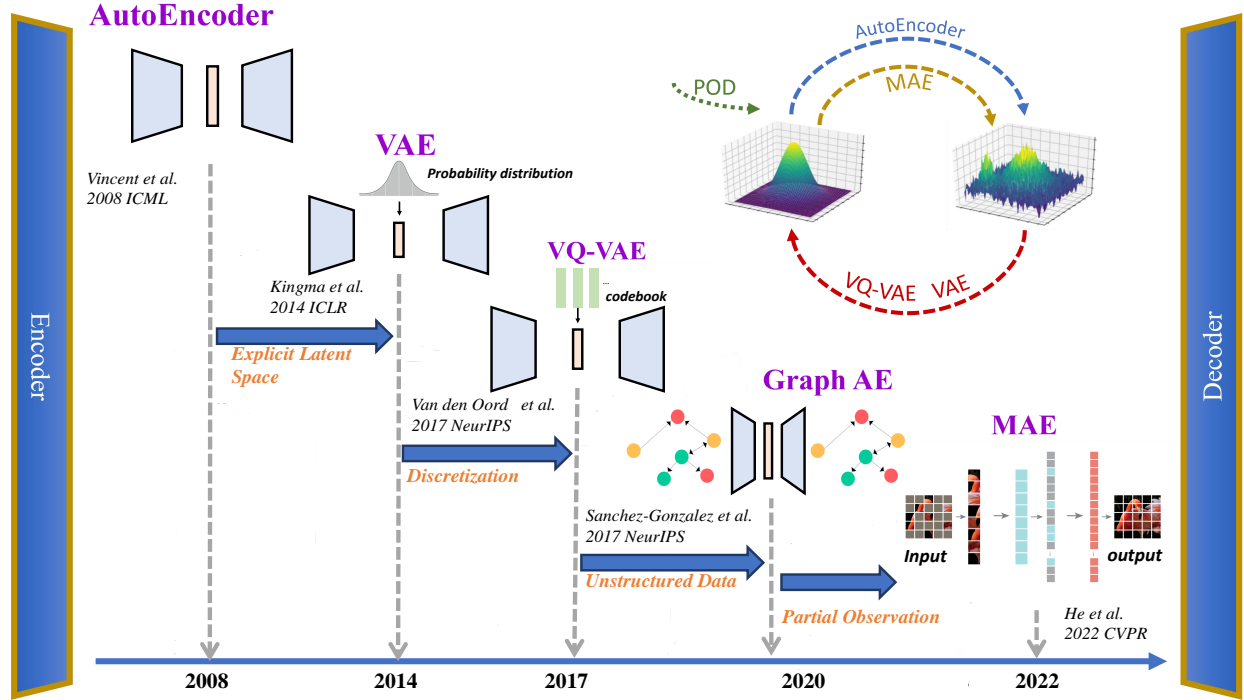 AutoEncoder
Vincent et al.
2008 ICML
VAE
Probability distribution
Kingma et al.
2014 ICLR
Explicit Latent
Space
VQ-VAE
...
codebook
Van den Oord et al.
2017 NeurIPS
Discretization
Graph AE
Sanchez-Gonzalez et al.
2017 NeurIPS
Unstructured Data
MAE
Input
output
Partial Observation
He et al.
2022 CVPR
POD
AutoEncoder
MAE
VQ-VAE VAE
Encoder
Decoder
2008
2014
2017
2020
2022